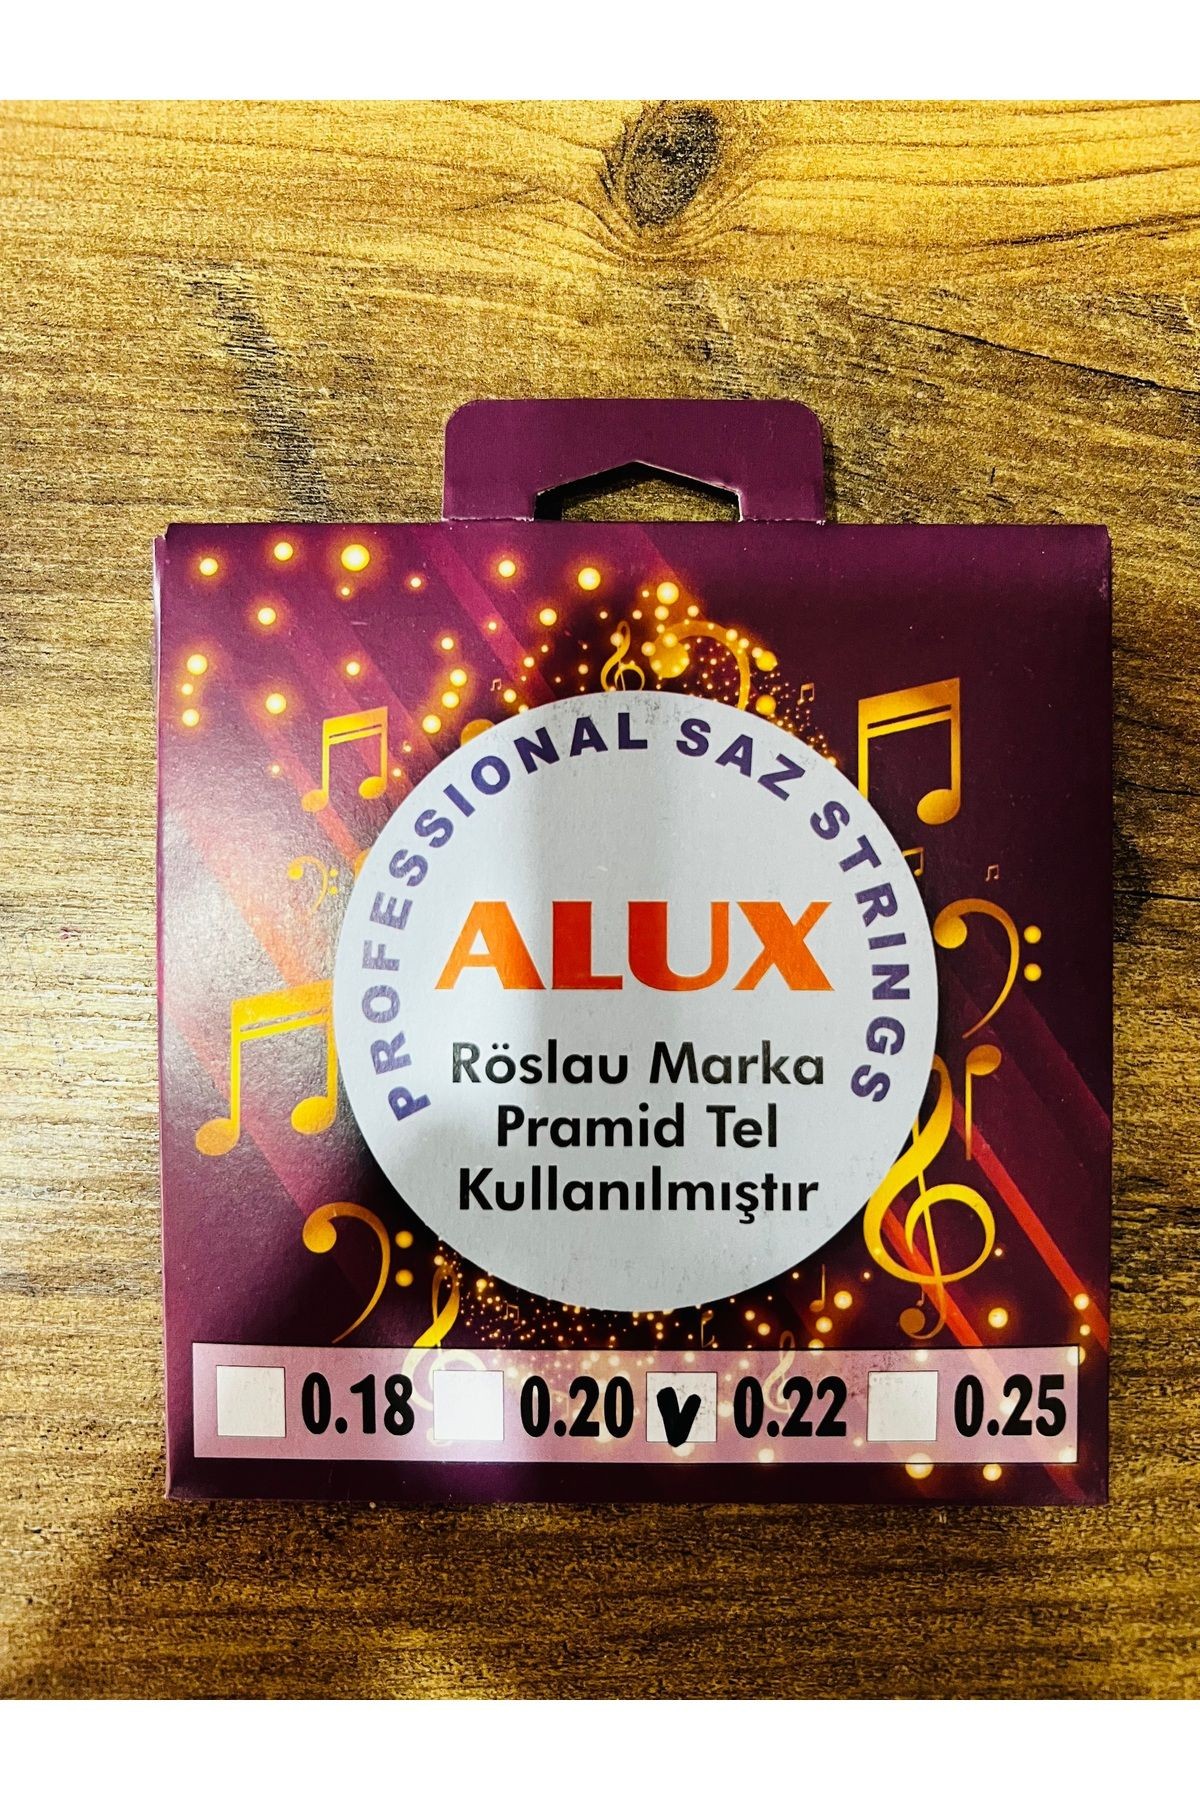 PROFESSIONAL SAZ STRINGS
ALUX
Röslau Marka
Pramid Tel
Kullanılmıştır
0.18 0.20 v 0.22 0.25